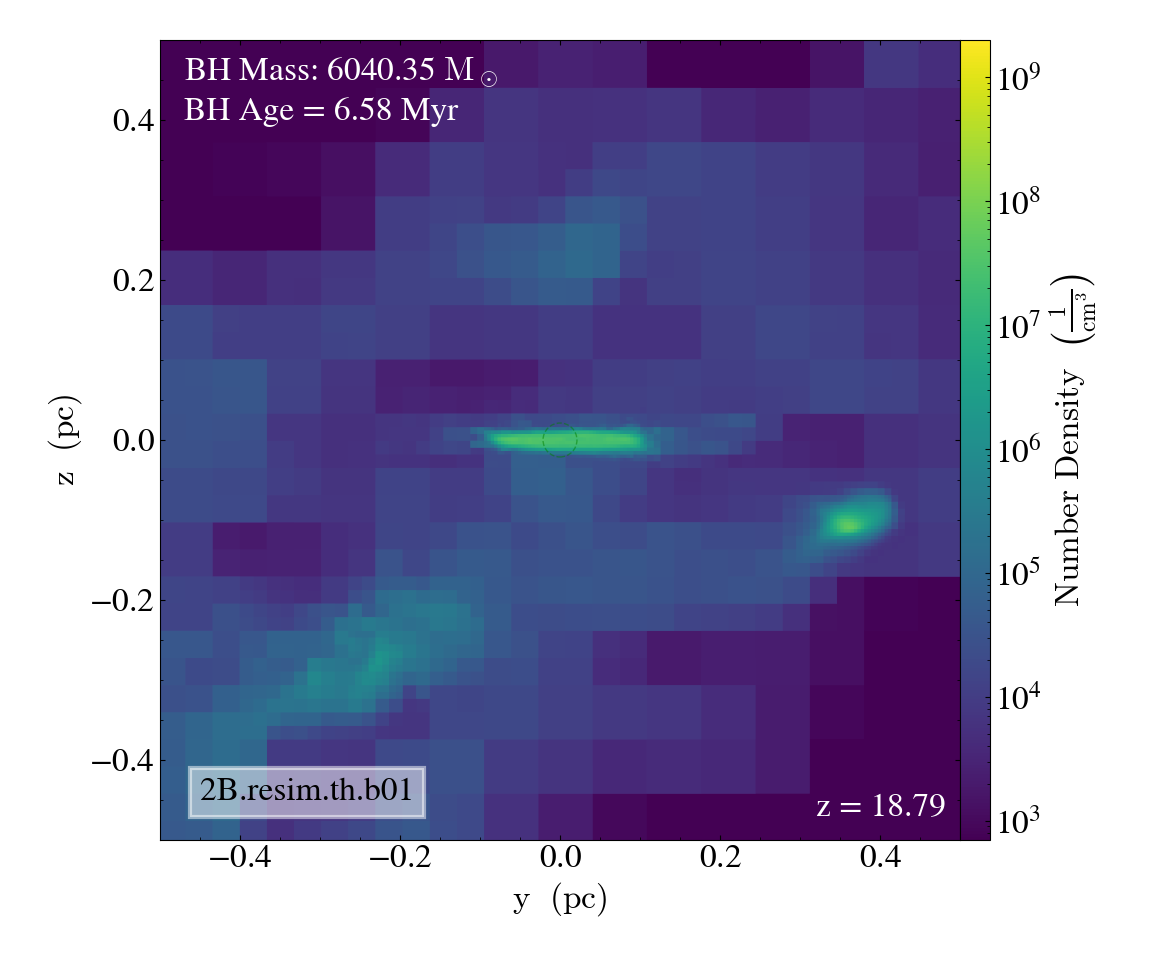 BH Mass: 6040.35 M⊙
BH Age = 6.58 Myr
0.4
0.2
0.0
−0.2
−0.4
z (pc)
2B.resim.th.b01
z = 18.79
−0.4 −0.2 0.0 0.2 0.4
y (pc)
10⁹
10⁸
10⁷
10⁶
10⁵
10⁴
10³
Number Density (1/cm³)